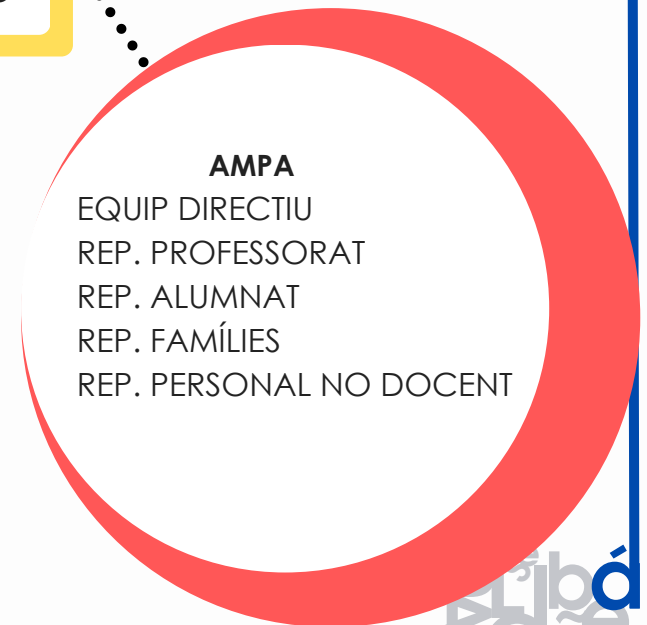 AMPA
EQUIP DIRECTIU
REP. PROFESSORAT
REP. ALUMNAT
REP. FAMÍLIES
REP. PERSONAL NO DOCENT